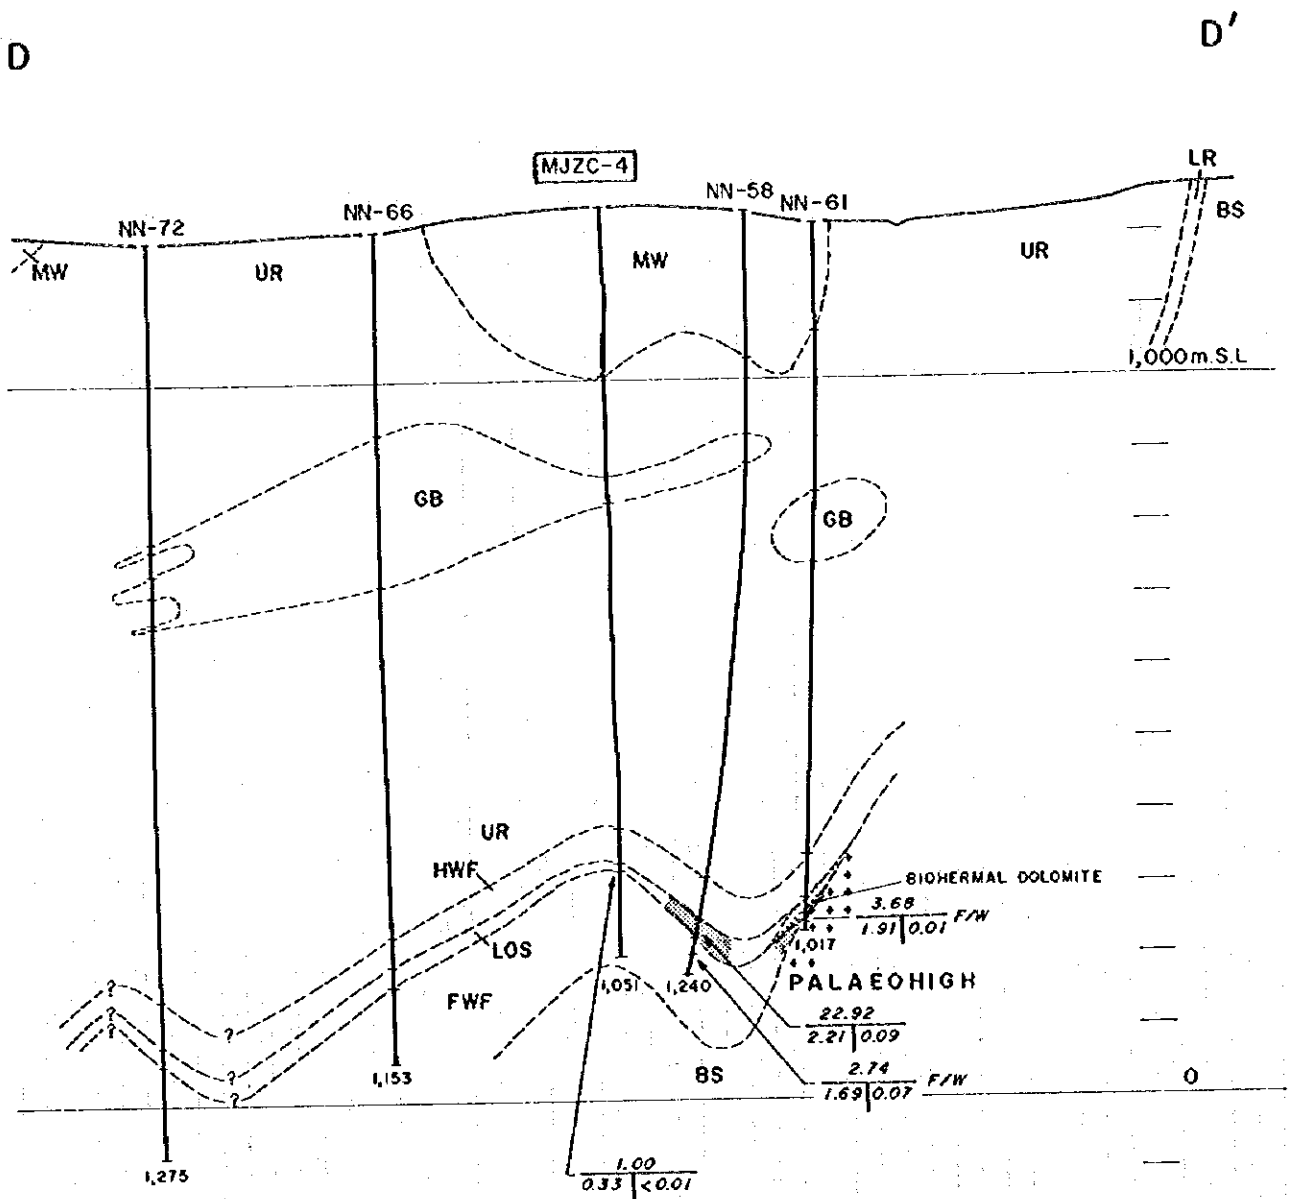 D
D'
MJZC-4
LR
NN-72
NN-66
NN-58
NN-61
BS
MW
UR
MW
UR
1,000m.S.L
GB
GB
UR
HWF
BIOHERMAL DOLOMITE
3.68
1.91 | 0.01
F/W
LOS
1,017
FWF
1,051
1,240
PALAEOHIGH
?
?
?
?
?
?
22.92
2.21 | 0.09
1,153
BS
2.74
1.69 | 0.07
F/W
0
1,275
1.00
0.33 | <0.01